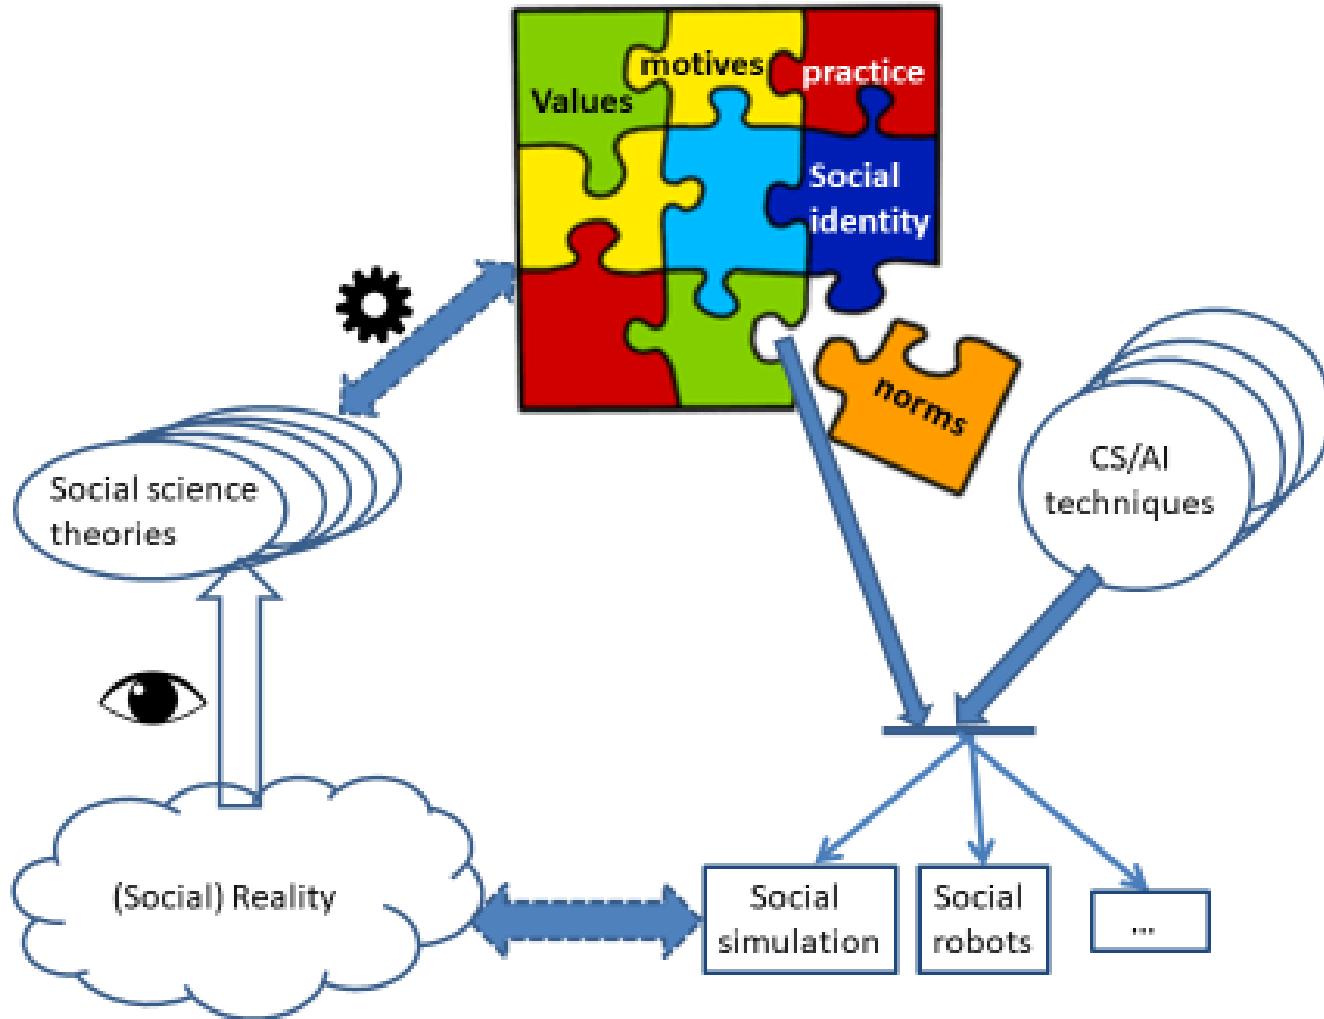 motives
practice
Values
Social
identity
norms
CS/AI
techniques
Social science
theories
(Social) Reality
Social
simulation
Social
robots
...